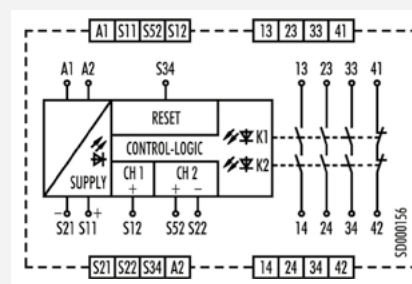 A1 S11 S52 S12 13 23 33 41
A1 A2 S34 13 23 33 41
RESET
CONTROL-LOGIC K1
SUPPLY CH 1 CH 2 K2
+ + −
− +
S21 S11 S12 S52 S22 14 24 34 42
S21 S22 S34 A2 14 24 34 42
SD000156